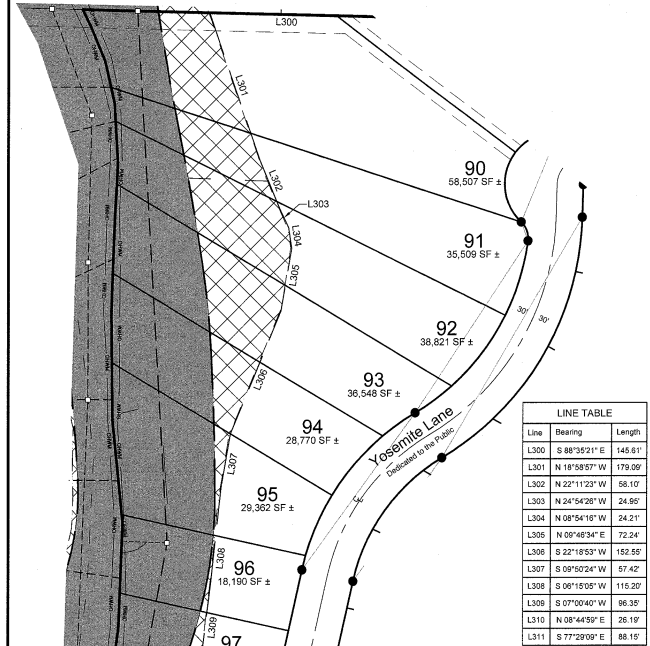 L300
L301
L302
L303
L304
L305
L306
L307
L308
L309
90
58,507 SF ±
91
35,509 SF ±
92
38,821 SF ±
93
36,548 SF ±
94
28,770 SF ±
95
29,362 SF ±
96
18,190 SF ±
97
30' 30'
Yosemite Lane
Dedicated to the Public
LINE TABLE
Line Bearing Length
L300 S 88°35'21" E 145.61'
L301 N 18°58'57" W 179.09'
L302 N 22°11'23" W 58.10'
L303 N 24°54'26" W 24.95'
L304 N 08°54'16" W 24.21'
L305 N 09°46'34" E 72.24'
L306 S 22°18'53" W 152.55'
L307 S 09°50'24" W 57.42'
L308 S 06°15'05" W 115.20'
L309 S 07°00'40" W 96.35'
L310 N 08°44'59" E 26.19'
L311 S 77°29'09" E 88.15'